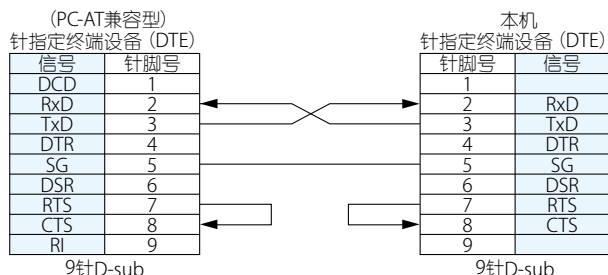 (PC-AT兼容型)
针指定终端设备 (DTE)
信号 针脚号
DCD 1
RxD 2
TxD 3
DTR 4
SG 5
DSR 6
RTS 7
CTS 8
RI 9
9针D-sub
本机
针指定终端设备 (DTE)
针脚号 信号
1
2 RxD
3 TxD
4 DTR
5 SG
6 DSR
7 RTS
8 CTS
9
9针D-sub